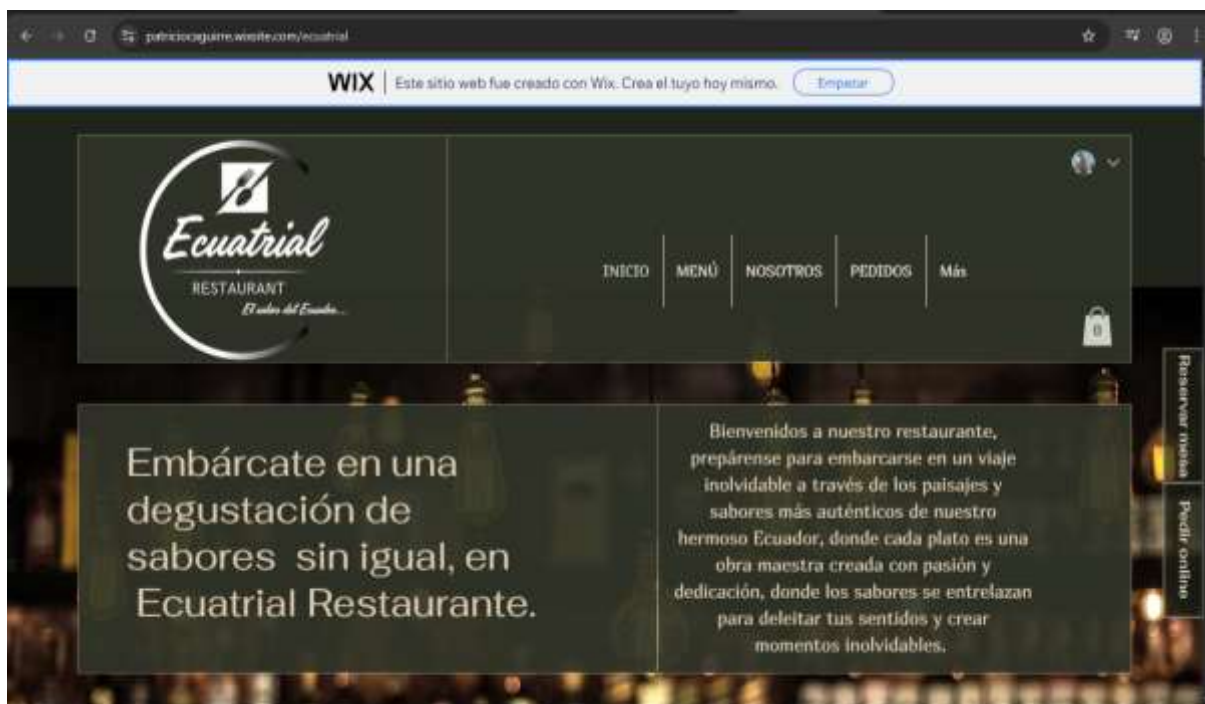 patriciocaguirre.wixsite.com/ecuatrial
WIX | Este sitio web fue creado con Wix. Crea el tuyo hoy mismo. Empezar
Ecuatrial
RESTAURANT
El sabor del Ecuador...
INICIO
MENÚ
NOSOTROS
PEDIDOS
Más
0
Reservar mesa
Pedir online
Embárcate en una
degustación de
sabores sin igual, en
Ecuatrial Restaurante.
Bienvenidos a nuestro restaurante,
prepárense para embarcarse en un viaje
inolvidable a través de los paisajes y
sabores más auténticos de nuestro
hermoso Ecuador, donde cada plato es una
obra maestra creada con pasión y
dedicación, donde los sabores se entrelazan
para deleitar tus sentidos y crear
momentos inolvidables.